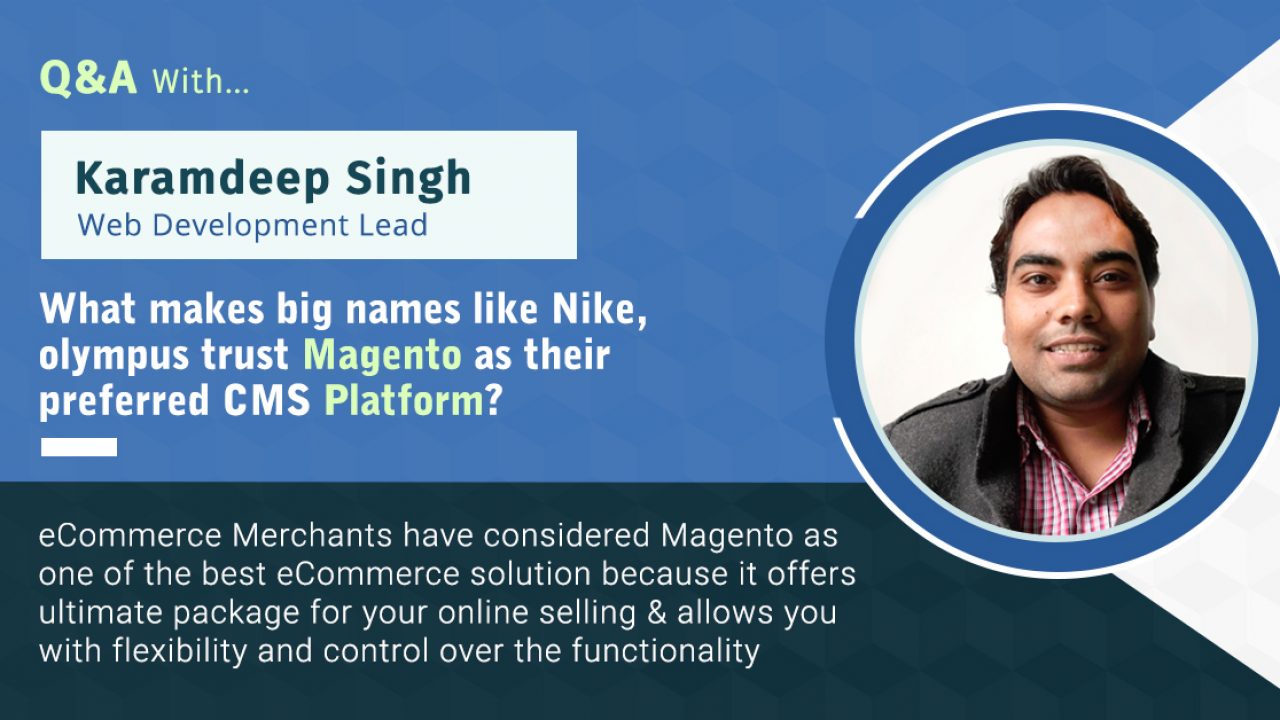 Q&A With...
Karamdeep Singh
Web Development Lead
What makes big names like Nike,
olympus trust Magento as their
preferred CMS Platform?
eCommerce Merchants have considered Magento as
one of the best eCommerce solution because it offers
ultimate package for your online selling & allows you
with flexibility and control over the functionality